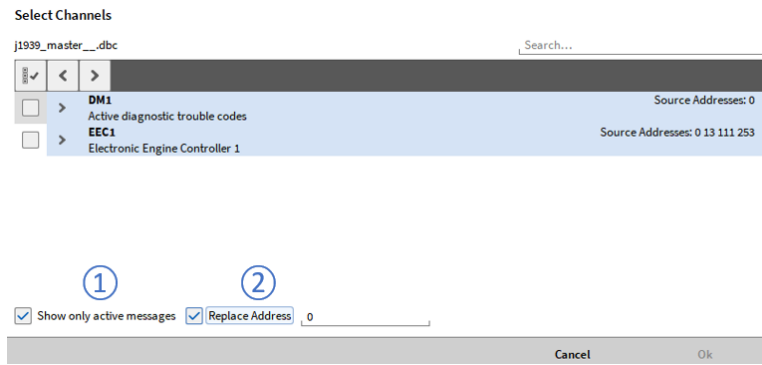 Select Channels
j1939_master__.dbc
Search...
DM1
Source Addresses: 0
Active diagnostic trouble codes
EEC1
Source Addresses: 0 13 111 253
Electronic Engine Controller 1
1 2
Show only active messages Replace Address 0
Cancel Ok